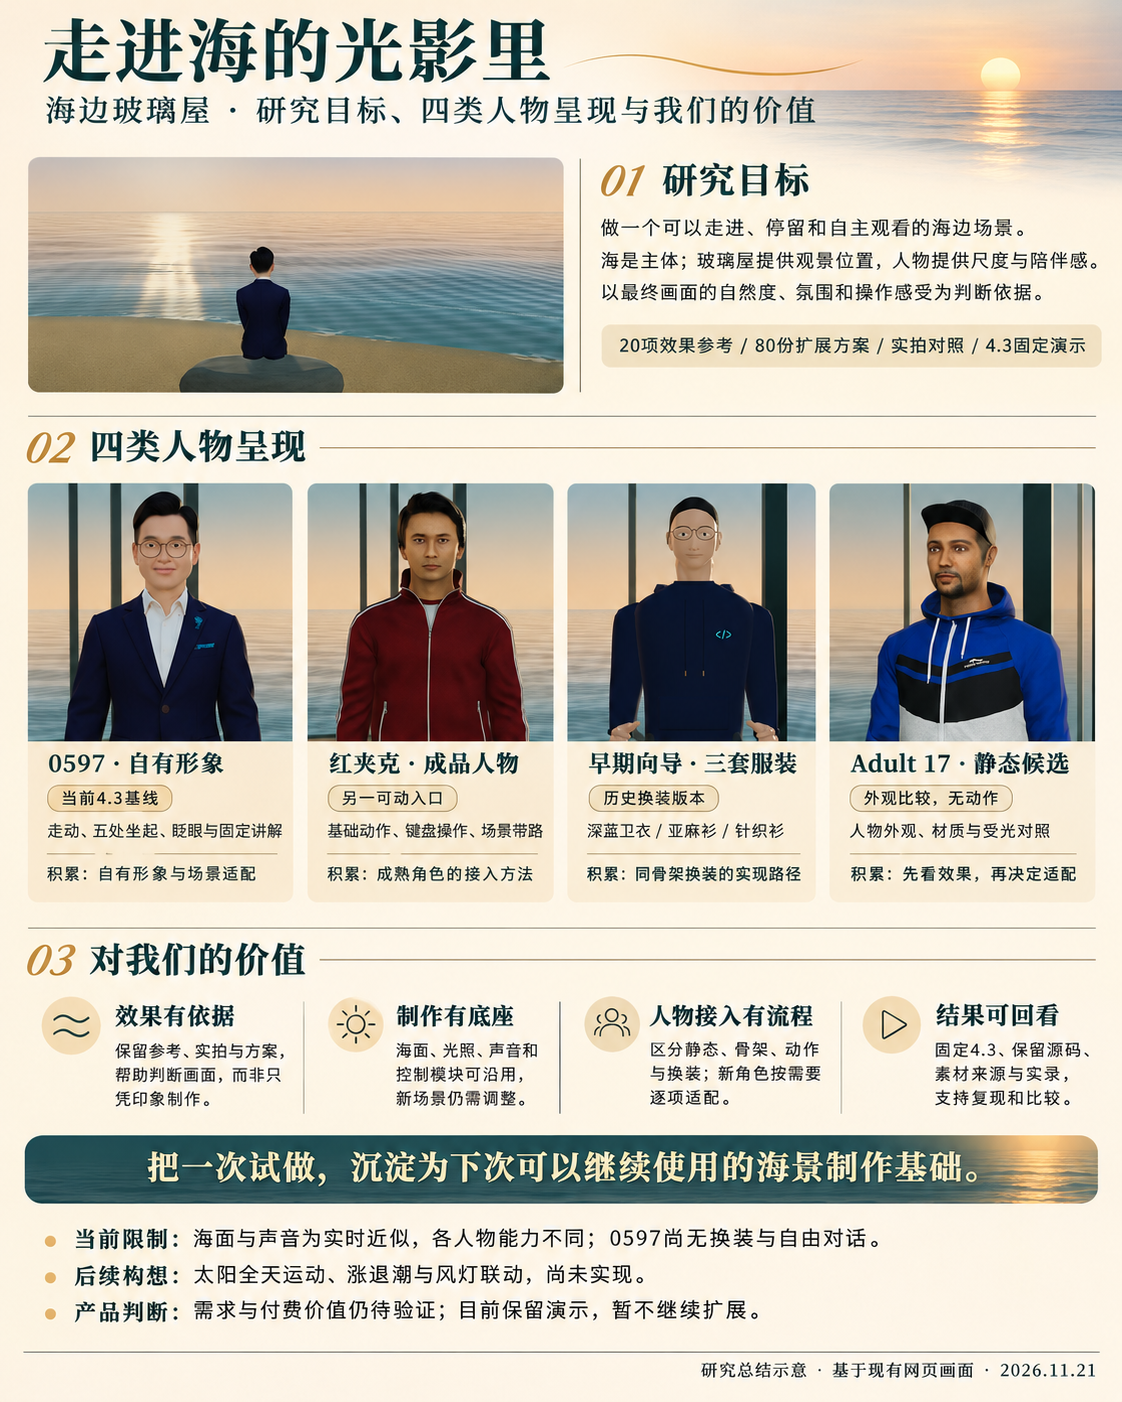 走进海的光影里
海边玻璃屋 · 研究目标、四类人物呈现与我们的价值
01 研究目标
做一个可以走进、停留和自主观看的海边场景。
海是主体；玻璃屋提供观景位置，人物提供尺度与陪伴感。
以最终画面的自然度、氛围和操作感受为判断依据。
20项效果参考 / 80份扩展方案 / 实拍对照 / 4.3固定演示
02 四类人物呈现
</>
0597 · 自有形象
当前4.3基线
走动、五处坐起、眨眼与固定讲解
积累：自有形象与场景适配
红夹克 · 成品人物
另一可动入口
基础动作、键盘操作、场景带路
积累：成熟角色的接入方法
早期向导 · 三套服装
历史换装版本
深蓝卫衣 / 亚麻衫 / 针织衫
积累：同骨架换装的实现路径
Adult 17 · 静态候选
外观比较，无动作
人物外观、材质与受光对照
积累：先看效果，再决定适配
03 对我们的价值
效果有依据
保留参考、实拍与方案，
帮助判断画面，而非只
凭印象制作。
制作有底座
海面、光照、声音和
控制模块可沿用，
新场景仍需调整。
人物接入有流程
区分静态、骨架、动作
与换装；新角色按需要
逐项适配。
结果可回看
固定4.3、保留源码、
素材来源与实录，
支持复现和比较。
把一次试做，沉淀为下次可以继续使用的海景制作基础。
当前限制：海面与声音为实时近似，各人物能力不同；0597尚无换装与自由对话。
后续构想：太阳全天运动、涨退潮与风灯联动，尚未实现。
产品判断：需求与付费价值仍待验证；目前保留演示，暂不继续扩展。
研究总结示意 · 基于现有网页画面 · 2026.11.21